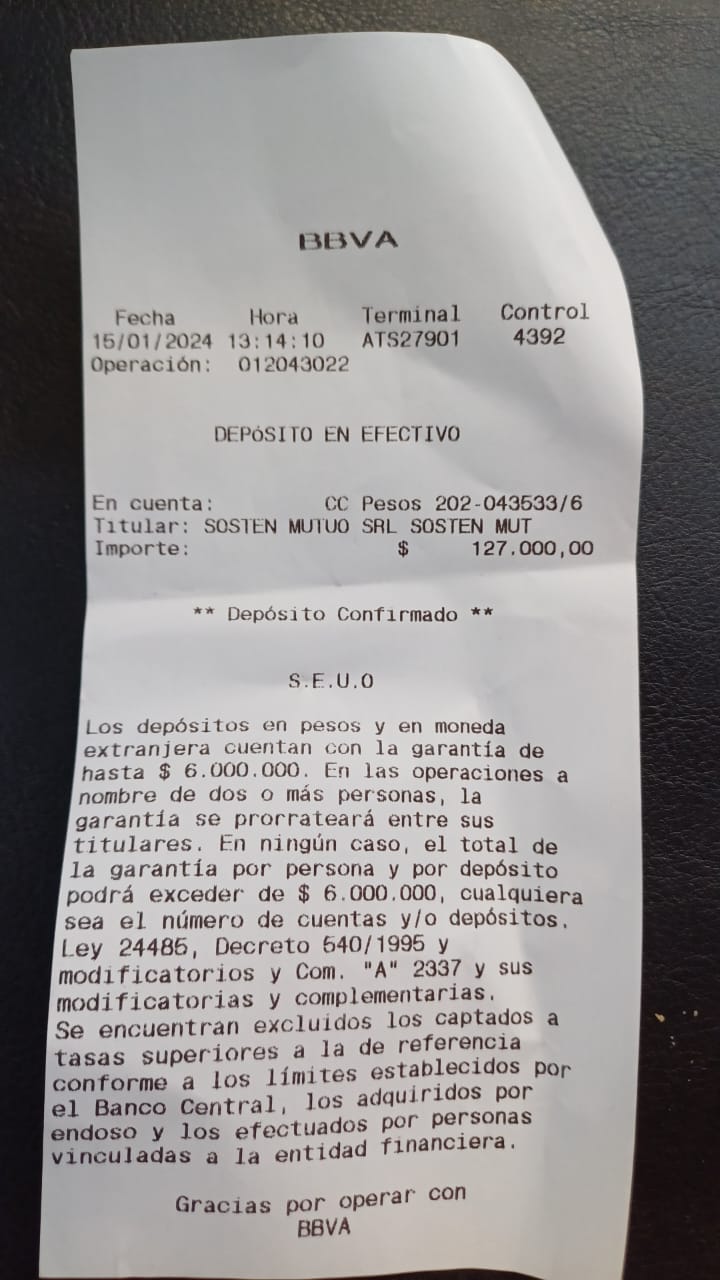 BBVA
Fecha Hora Terminal Control
15/01/2024 13:14:10 ATS27901 4392
Operación: 012043022
DEPóSITO EN EFECTIVO
En cuenta: CC Pesos 202-043533/6
Titular: SOSTEN MUTUO SRL SOSTEN MUT
Importe: $ 127.000,00
** Depósito Confirmado **
S.E.U.O
Los depósitos en pesos y en moneda
extranjera cuentan con la garantía de
hasta $ 6.000.000. En las operaciones a
nombre de dos o más personas, la
garantía se prorrateará entre sus
titulares. En ningún caso, el total de
la garantía por persona y por depósito
podrá exceder de $ 6.000.000, cualquiera
sea el número de cuentas y/o depósitos.
Ley 24485, Decreto 540/1995 y
modificatorios y Com. "A" 2337 y sus
modificatorias y complementarias.
Se encuentran excluidos los captados a
tasas superiores a la de referencia
conforme a los límites establecidos por
el Banco Central, los adquiridos por
endoso y los efectuados por personas
vinculadas a la entidad financiera.
Gracias por operar con
BBVA